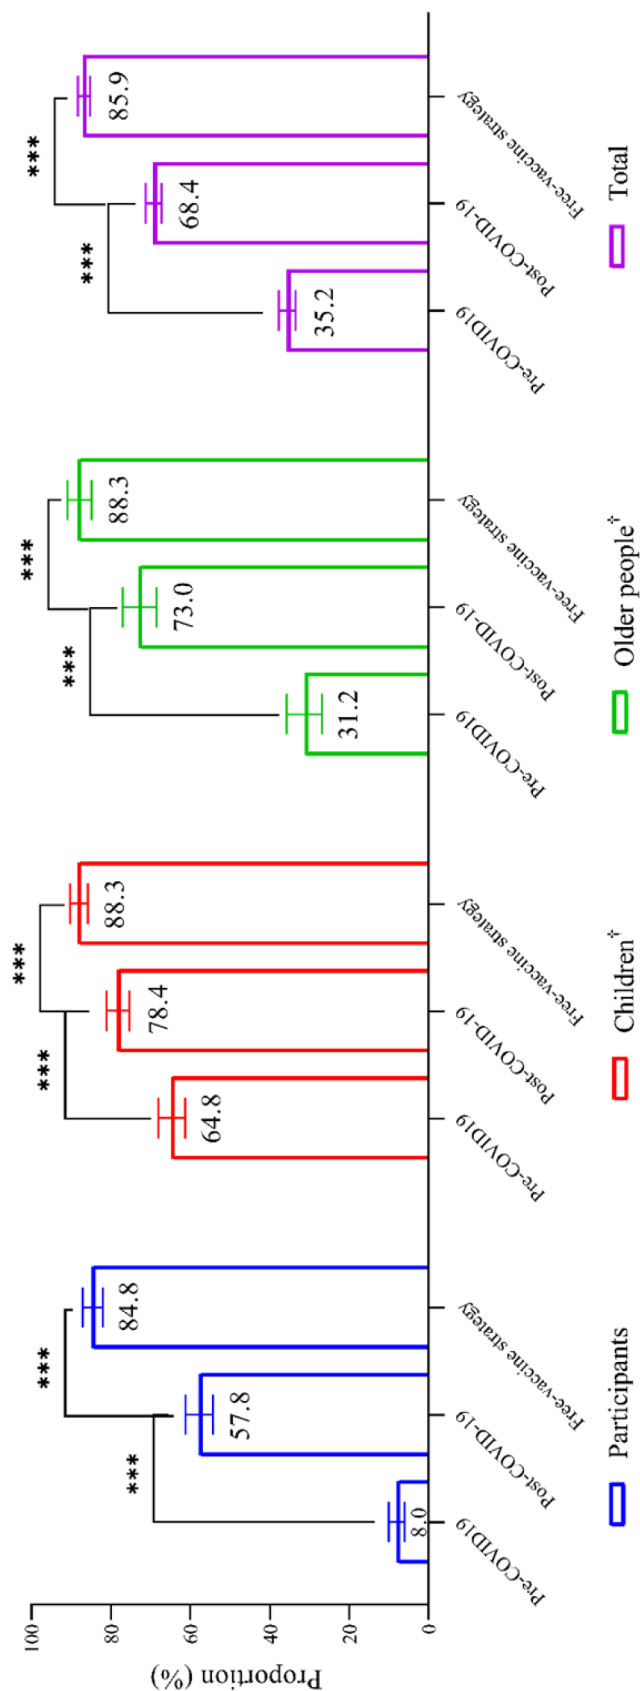 Proportion (%)
100
80
60
40
20
0
***
***
8.0
57.8
84.8
***
***
64.8
78.4
88.3
***
***
31.2
73.0
88.3
***
***
35.2
68.4
85.9
Pre-COVID19
Post-COVID-19
Free-vaccine strategy
Pre-COVID19
Post-COVID-19
Free-vaccine strategy
Pre-COVID19
Post-COVID-19
Free-vaccine strategy
Pre-COVID19
Post-COVID-19
Free-vaccine strategy
Participants
Children†
Older people†
Total